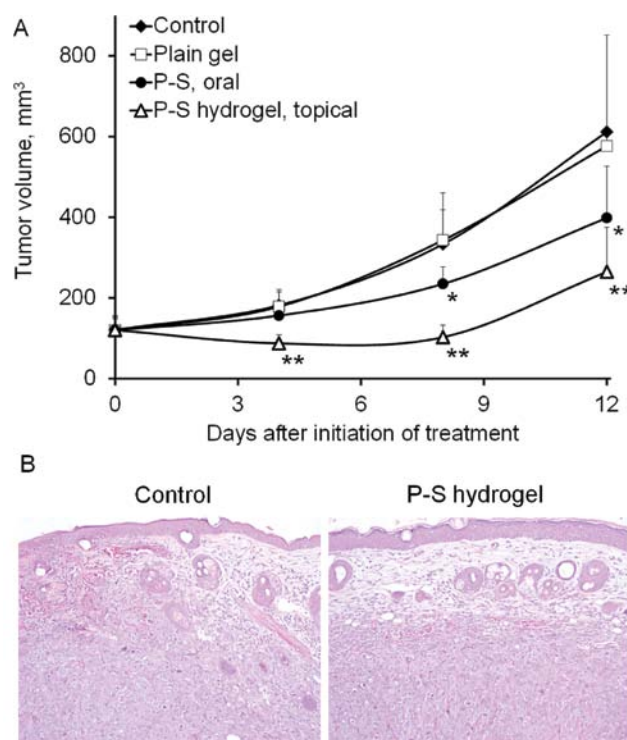 A
Control
Plain gel
P-S, oral
P-S hydrogel, topical
Tumor volume, mm³
800
600
400
200
0
*
*
**
**
**
0 3 6 9 12
Days after initiation of treatment
B
Control P-S hydrogel